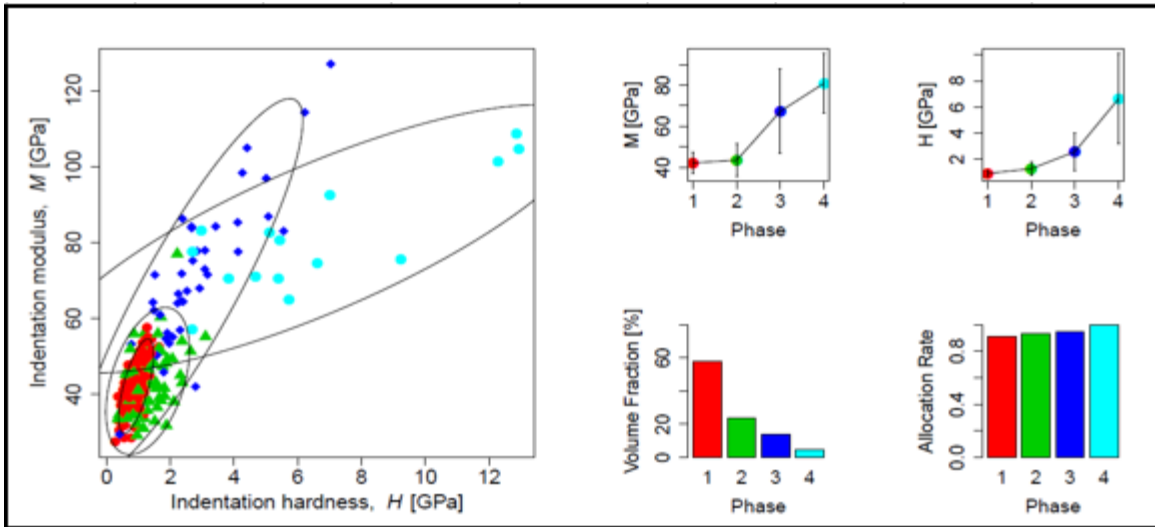 Indentation modulus, M [GPa]
120
100
80
60
40
0 2 4 6 8 10 12
Indentation hardness, H [GPa]
M [GPa]
80
60
40
1 2 3 4
Phase
H [GPa]
8
6
4
2
1 2 3 4
Phase
Volume Fraction [%]
60
20
0
1 2 3 4
Phase
Allocation Rate
0.8
0.4
0.0
1 2 3 4
Phase